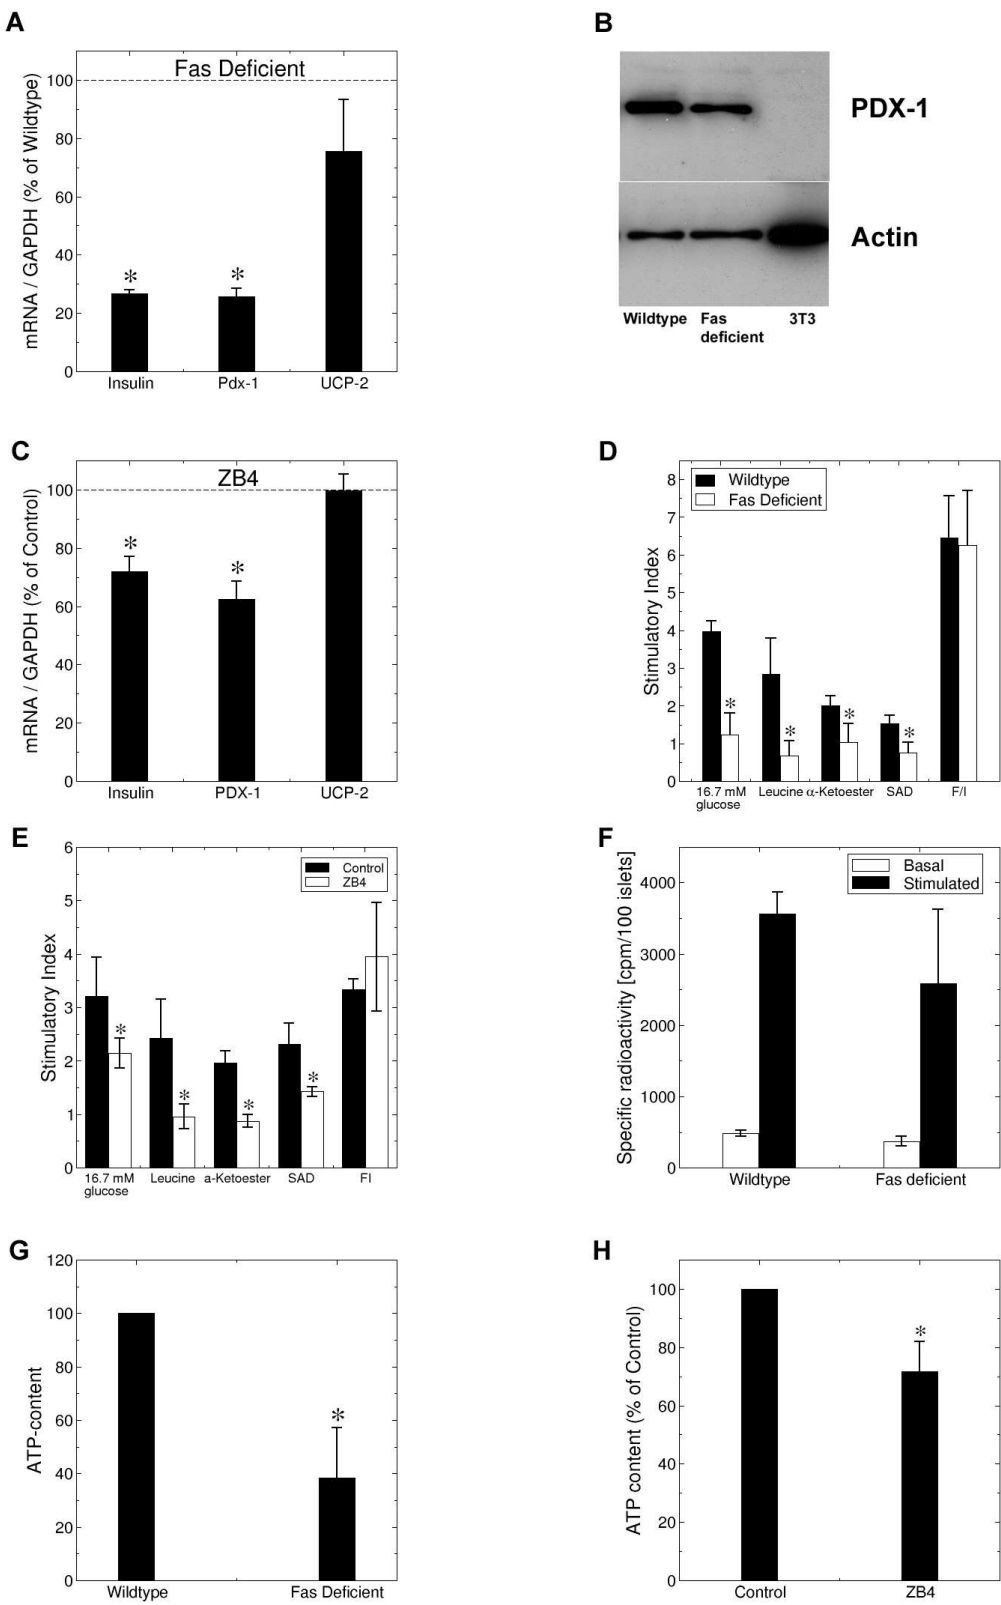 A
Fas Deficient
mRNA / GAPDH (% of Wildtype)
100
80
60
40
20
0
*
*
Insulin
Pdx-1
UCP-2
B
PDX-1
Actin
Wildtype
Fas
deficient
3T3
C
ZB4
mRNA / GAPDH (% of Control)
100
80
60
40
20
0
*
*
Insulin
PDX-1
UCP-2
D
Wildtype
Fas Deficient
Stimulatory Index
8
7
6
5
4
3
2
1
0
*
*
*
*
16.7 mM
glucose
Leucine
α-Ketoester
SAD
F/I
E
Control
ZB4
Stimulatory Index
6
5
4
3
2
1
0
*
*
*
*
16.7 mM
glucose
Leucine
a-Ketoester
SAD
FI
F
Basal
Stimulated
Specific radioactivity [cpm/100 islets]
4000
3000
2000
1000
0
Wildtype
Fas deficient
G
ATP-content
120
100
80
60
40
20
0
*
Wildtype
Fas Deficient
H
ATP content (% of Control)
100
80
60
40
20
0
*
Control
ZB4